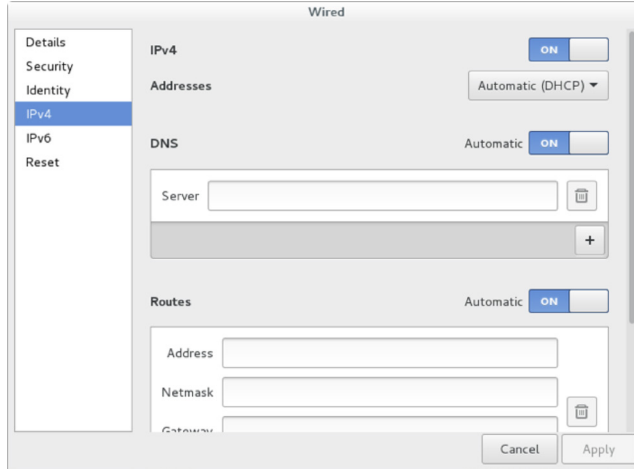 Wired
Details
Security
Identity
IPv4
IPv6
Reset
IPv4 ON
Addresses Automatic (DHCP)
DNS Automatic ON
Server
+
Routes Automatic ON
Address
Netmask
Gateway
Cancel Apply